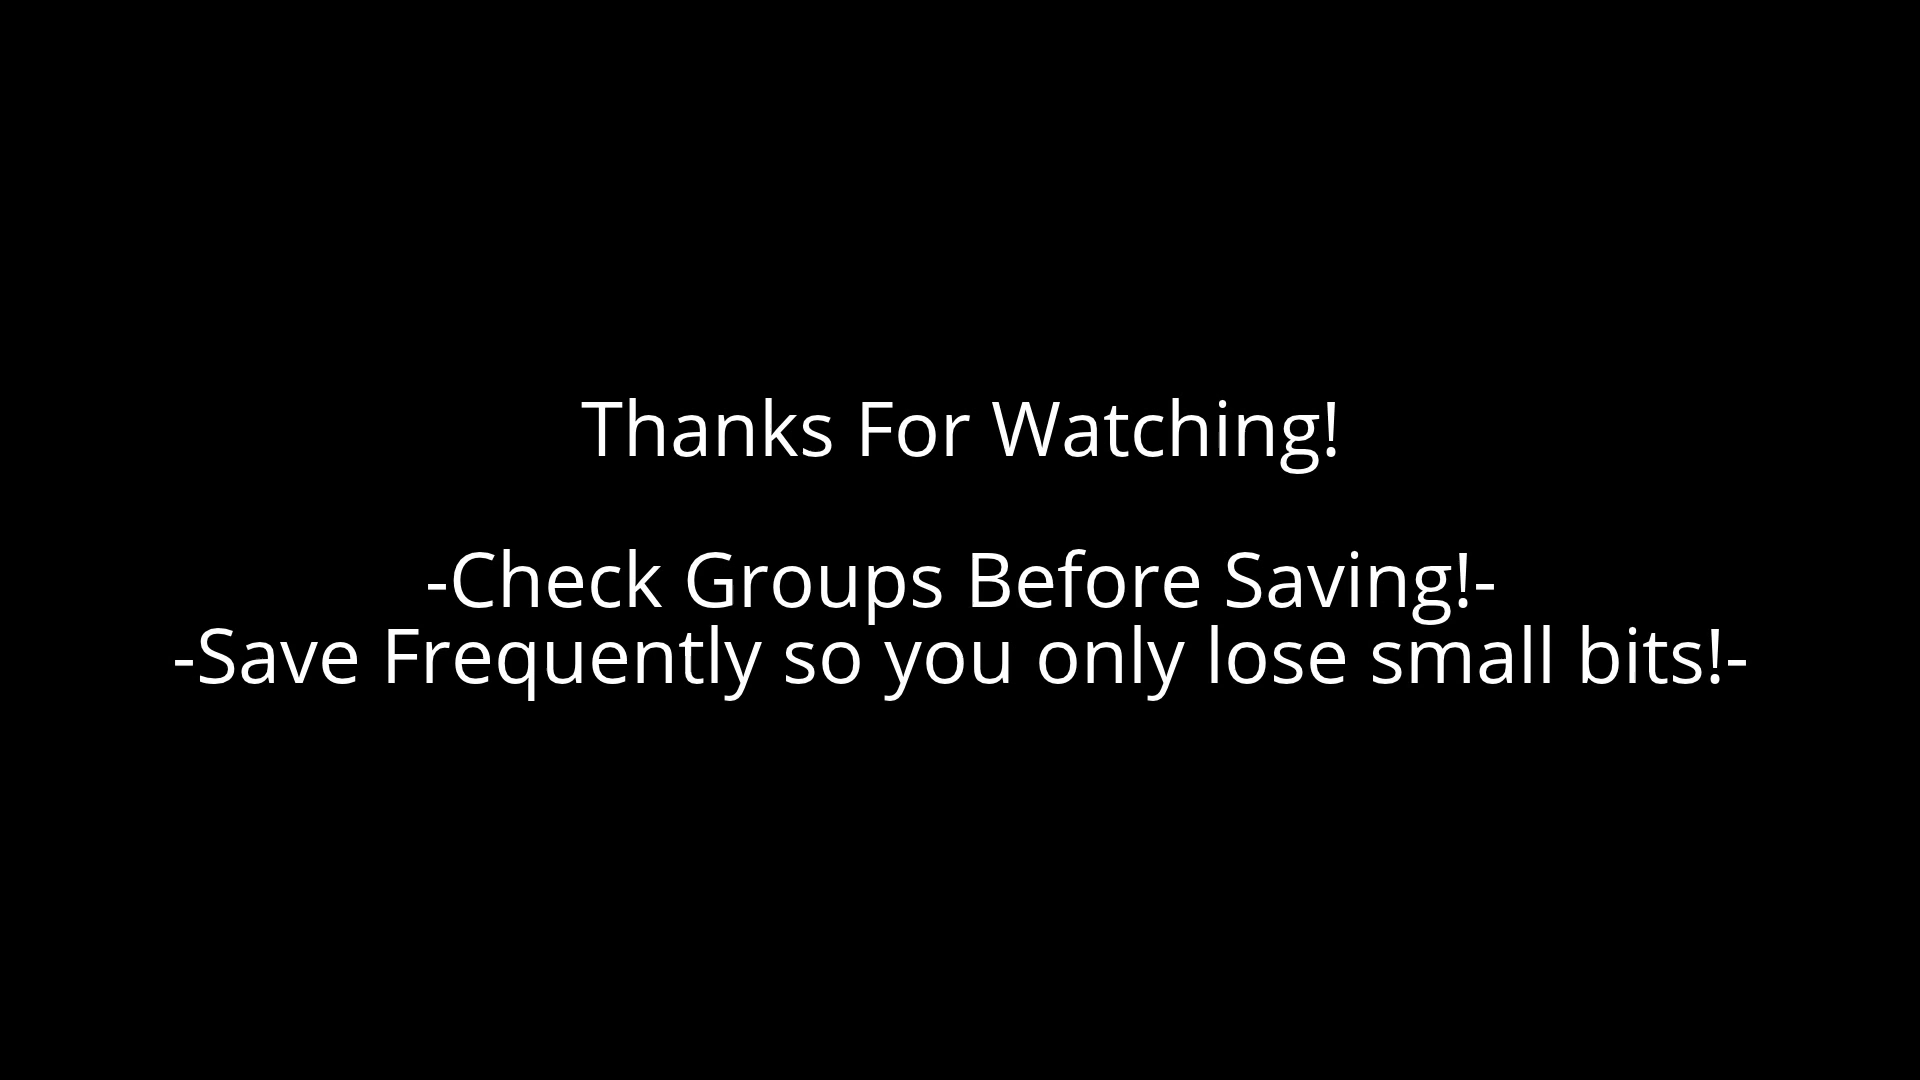 Thanks For Watching!
-Check Groups Before Saving!-
-Save Frequently so you only lose small bits!-